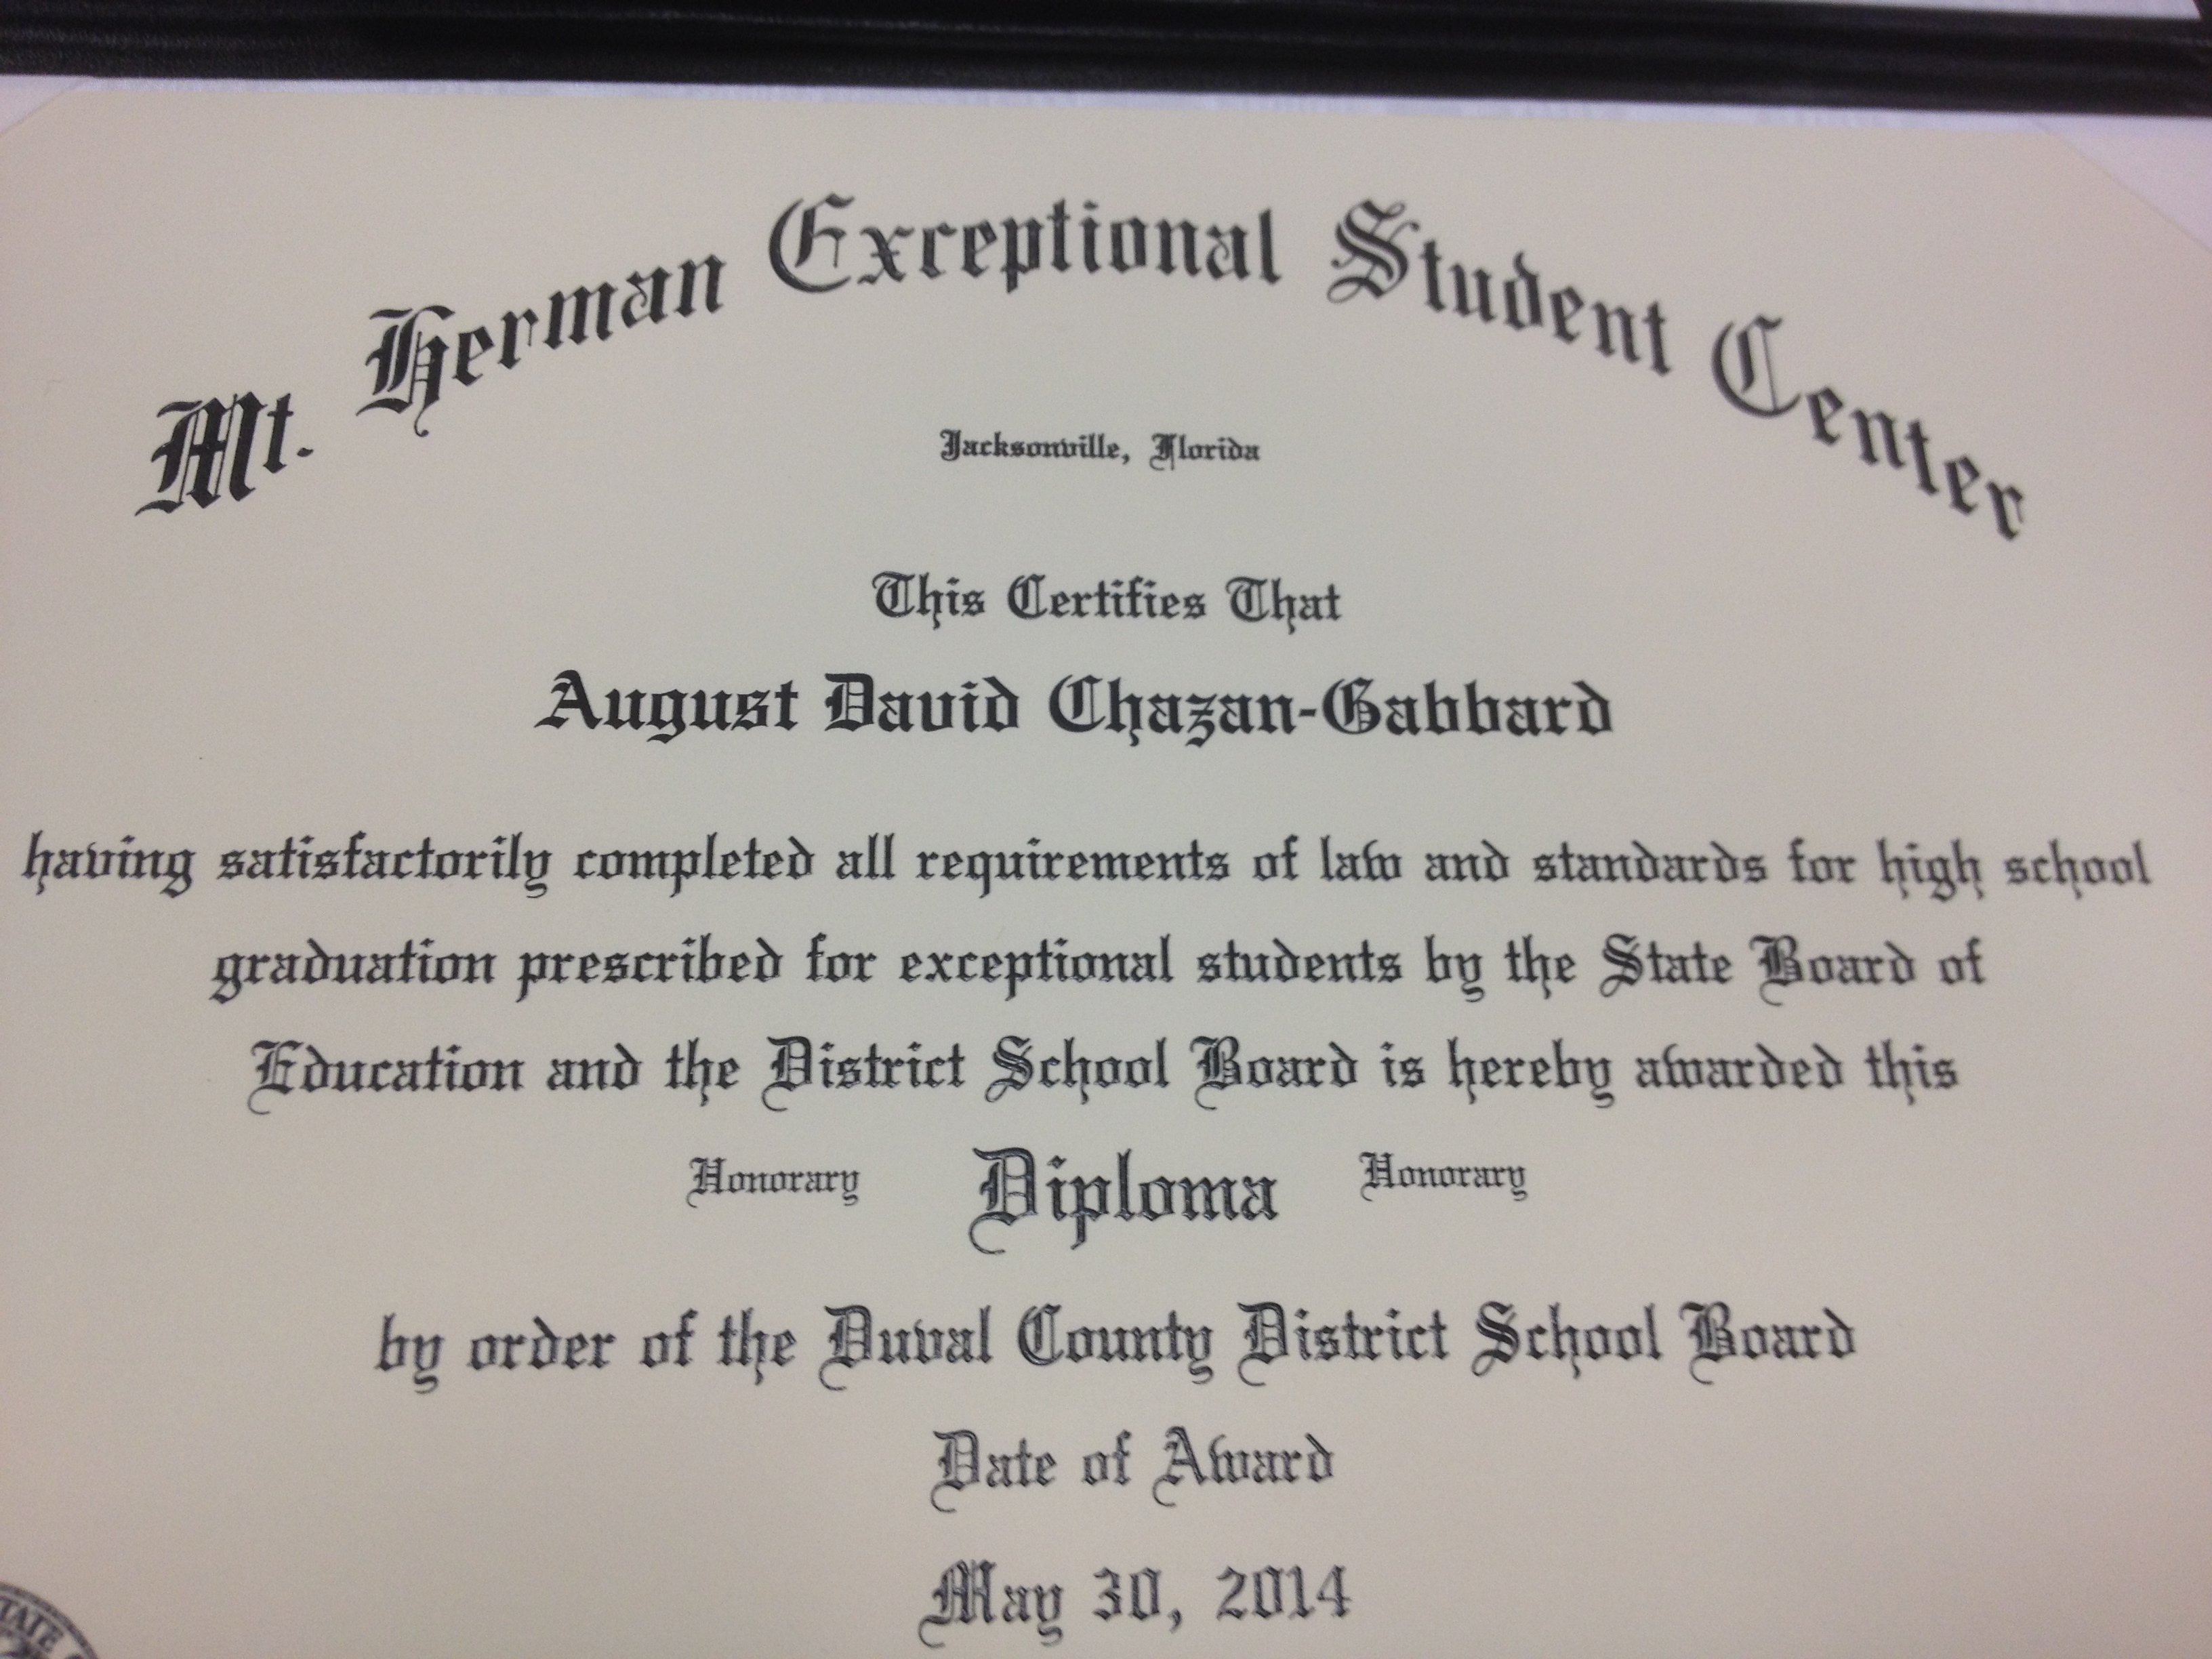 Mt. Herman Exceptional Student Center
Jacksonville, Florida
This Certifies That
August David Chazan-Gabbard
having satisfactorily completed all requirements of law and standards for high school
graduation prescribed for exceptional students by the State Board of
Education and the District School Board is hereby awarded this
Honorary Diploma Honorary
by order of the Duval County District School Board
Date of Award
May 30, 2014